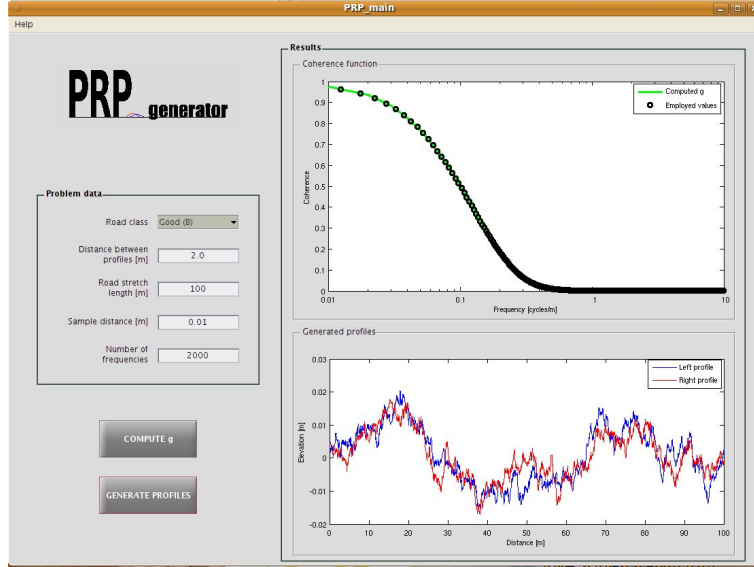 PRP_main
Help
PRP generator
Problem data
Road class Good (B)
Distance between
profiles [m] 2.0
Road stretch
length [m] 100
Sample distance [m] 0.01
Number of
frequencies 2000
COMPUTE g
GENERATE PROFILES
Results
Coherence function
1
0.9
0.8
0.7
0.6
0.5
0.4
0.3
0.2
0.1
0
Coherence
0.01 0.1 1 10
Frequency [cycles/m]
Computed g
Employed values
Generated profiles
0.03
0.02
0.01
0
-0.01
-0.02
Elevation [m]
0 10 20 30 40 50 60 70 80 90 100
Distance [m]
Left profile
Right profile